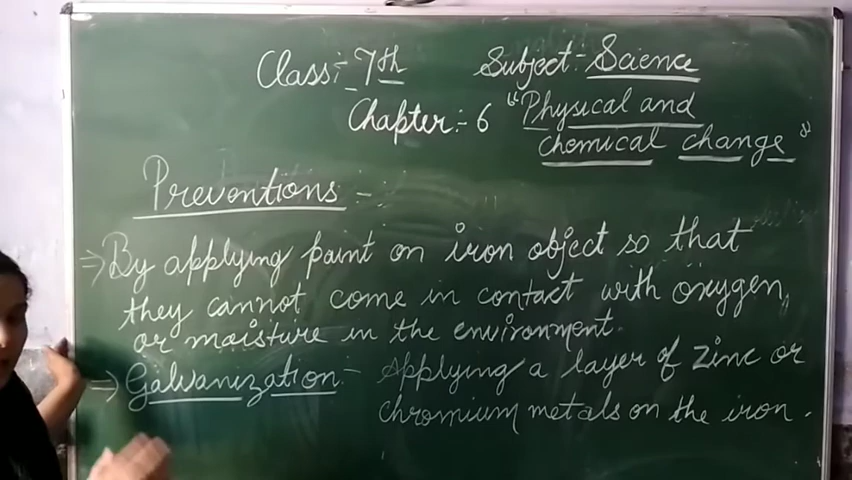 Class:- 7th Subject:- Science
Chapter:- 6 "Physical and
chemical change"
Preventions:-
⇒ By applying paint on iron object so that
they cannot come in contact with oxygen,
or moisture in the environment.
⇒ Galvanization:- Applying a layer of Zinc or
chromium metals on the iron.